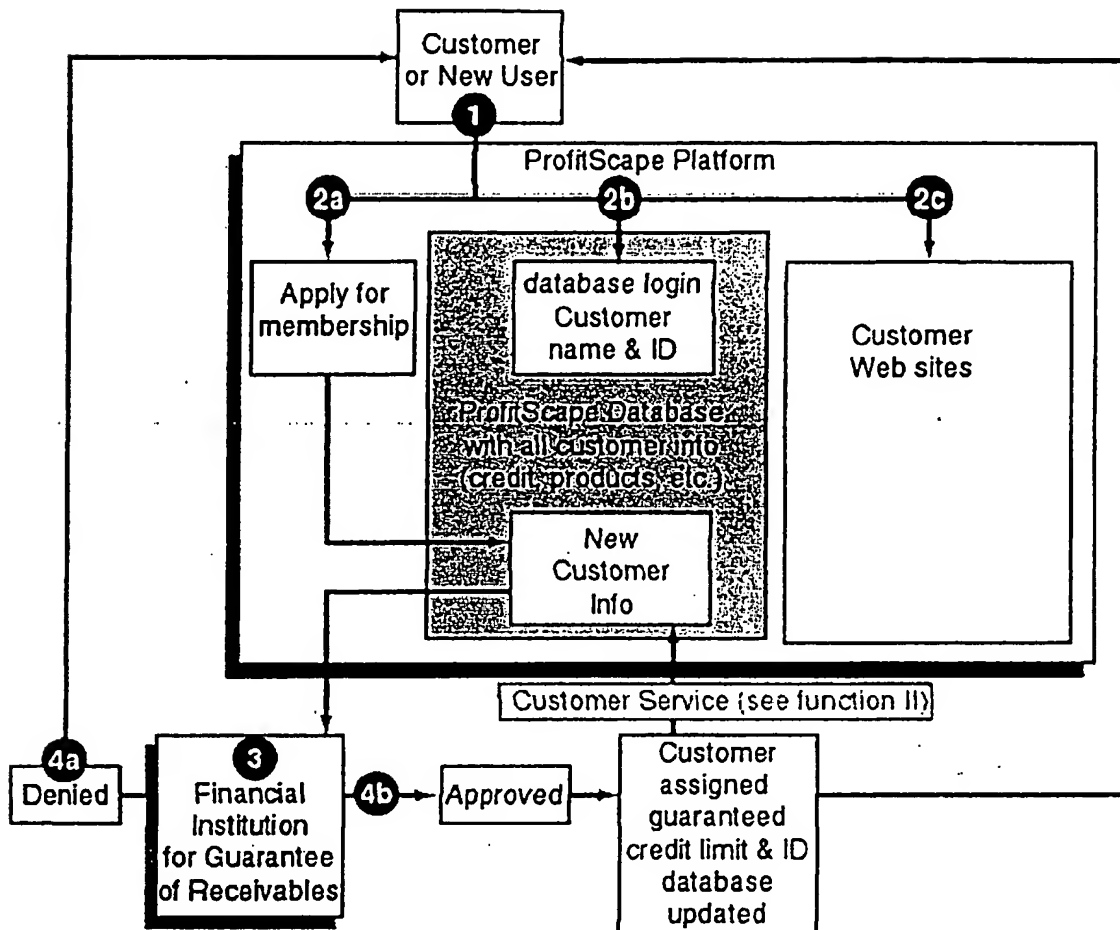 Customer
or New User
1
ProfitScape Platform
2a
2b
2c
Apply for
membership
database login
Customer
name & ID
Customer
Web sites
ProfitScape Database
with all customer info
(credit, products, etc.)
New
Customer
Info
Customer Service (see function II)
4a
Denied
3
Financial
Institution
for Guarantee
of Receivables
4b
Approved
Customer
assigned
guaranteed
credit limit & ID
database
updated